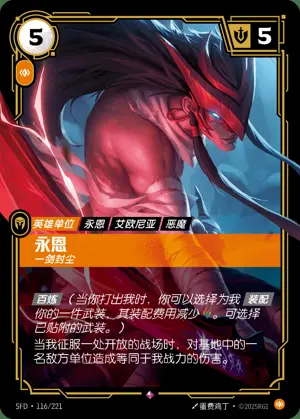 5
5
英雄单位 永恩 艾欧尼亚 恶魔
永恩
一剑封尘
百炼 （当你打出我时，你可以选择为我 装配
你的一件武装，其装配费用减少 。可选择
已贴附的武装。）
当我征服一处开放的战场时，对基地中的一
名敌方单位造成等同于我战力的伤害。
SFD • 116/221
蛋费鸡丁
©2025RGI